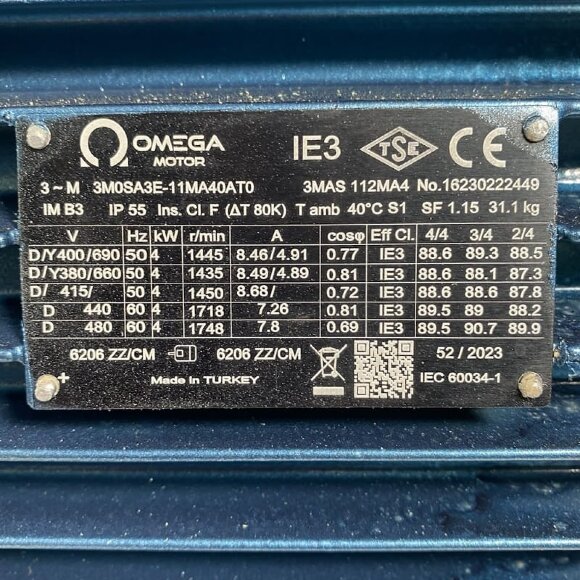 OMEGA MOTOR IE3 TSE CE
3~M 3M0SA3E-11MA40AT0 3MAS 112MA4 No.16230222449
IM B3 IP 55 Ins. Cl. F (ΔT 80K) T amb 40°C S1 SF 1.15 31.1 kg
V Hz kW r/min A cosφ Eff Cl. 4/4 3/4 2/4
D/Y400/690 50 4 1445 8.46/4.91 0.77 IE3 88.6 89.3 88.5
D/Y380/660 50 4 1435 8.49/4.89 0.81 IE3 88.6 88.1 87.3
D/ 415/ 50 4 1450 8.68/ 0.72 IE3 88.6 88.6 87.8
D 440 60 4 1718 7.26 0.81 IE3 89.5 89 88.2
D 480 60 4 1748 7.8 0.69 IE3 89.5 90.7 89.9
6206 ZZ/CM 6206 ZZ/CM 52 / 2023
Made in TURKEY IEC 60034-1